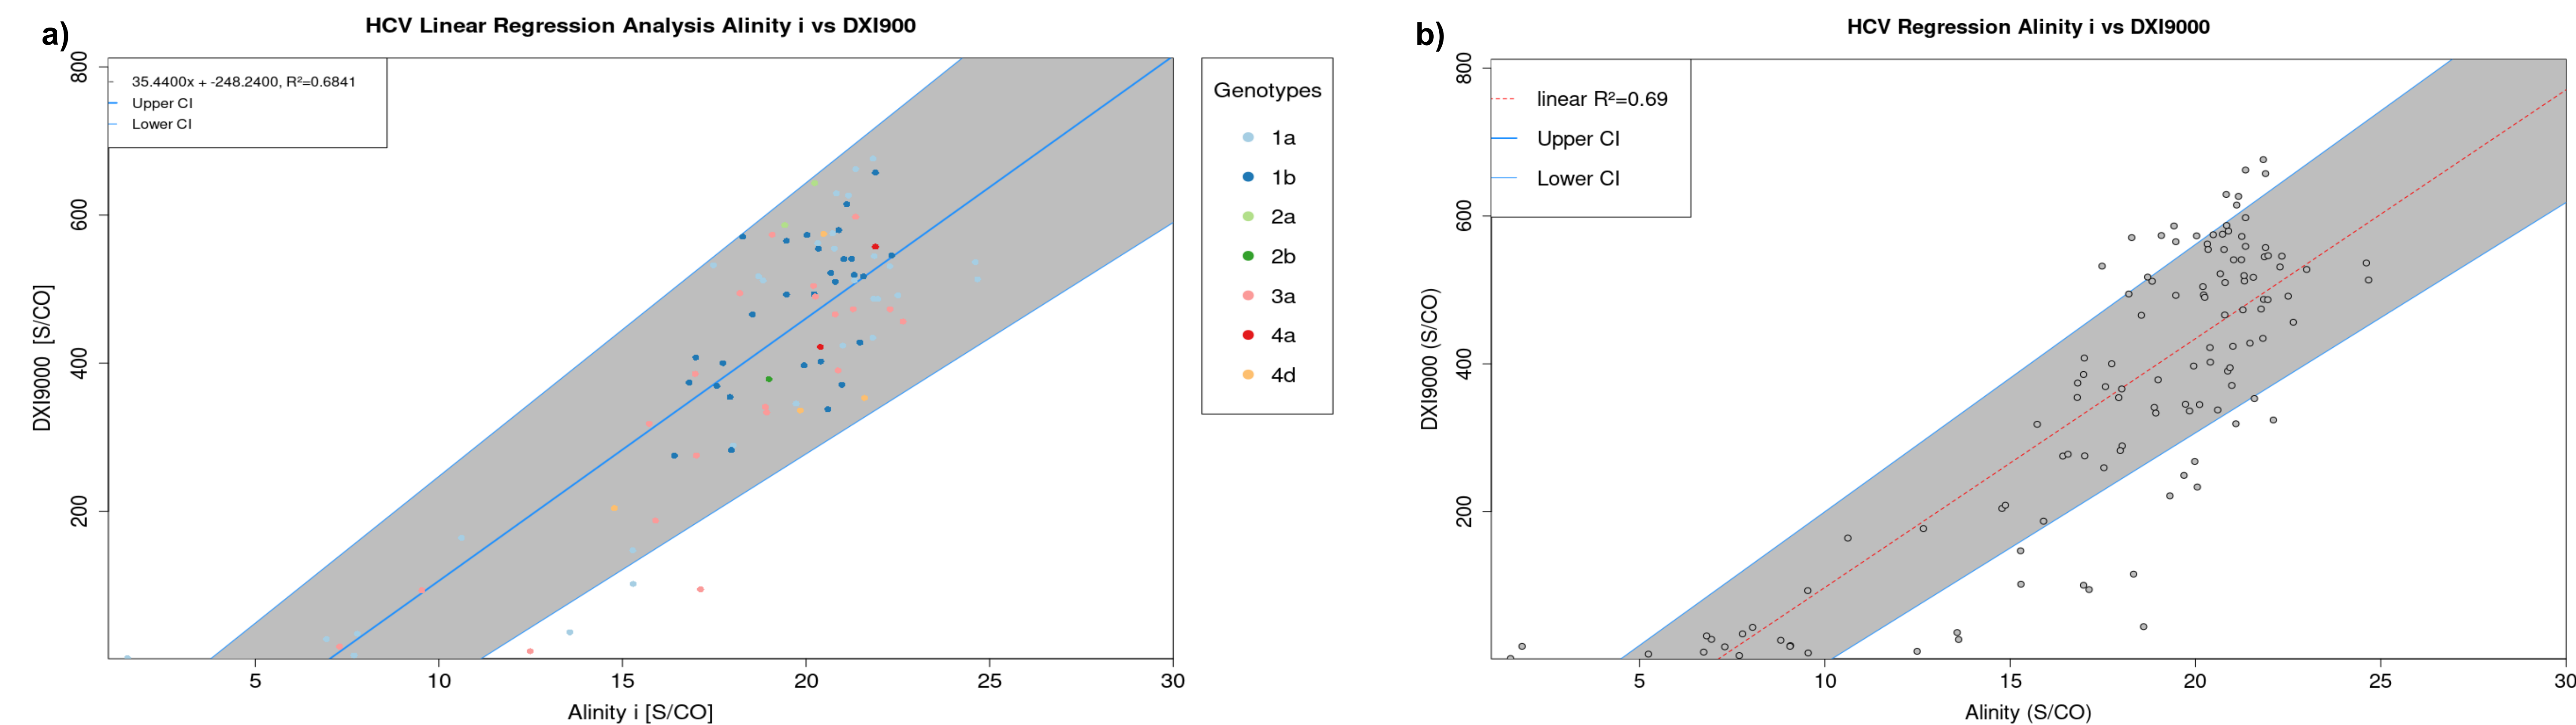 a)
HCV Linear Regression Analysis Alinity i vs DXI900
35.4400x + -248.2400, R²=0.6841
Upper CI
Lower CI
800
600
400
200
DXI9000 [S/CO]
5 10 15 20 25 30
Alinity i [S/CO]
Genotypes
1a
1b
2a
2b
3a
4a
4d
b)
HCV Regression Alinity i vs DXI9000
linear R²=0.69
Upper CI
Lower CI
800
600
400
200
DXI9000 (S/CO)
5 10 15 20 25 30
Alinity (S/CO)